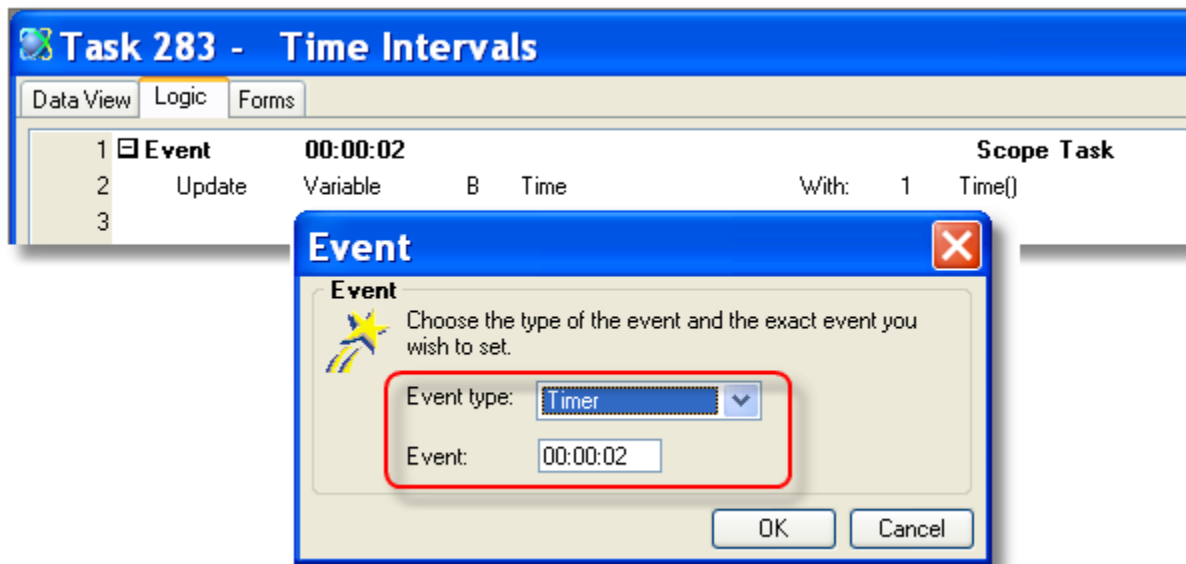 Task 283 - Time Intervals
Data View Logic Forms
1 Event 00:00:02 Scope Task
2 Update Variable B Time With: 1 Time()
3
Event
Event
Choose the type of the event and the exact event you
wish to set.
Event type: Timer
Event: 00:00:02
OK Cancel